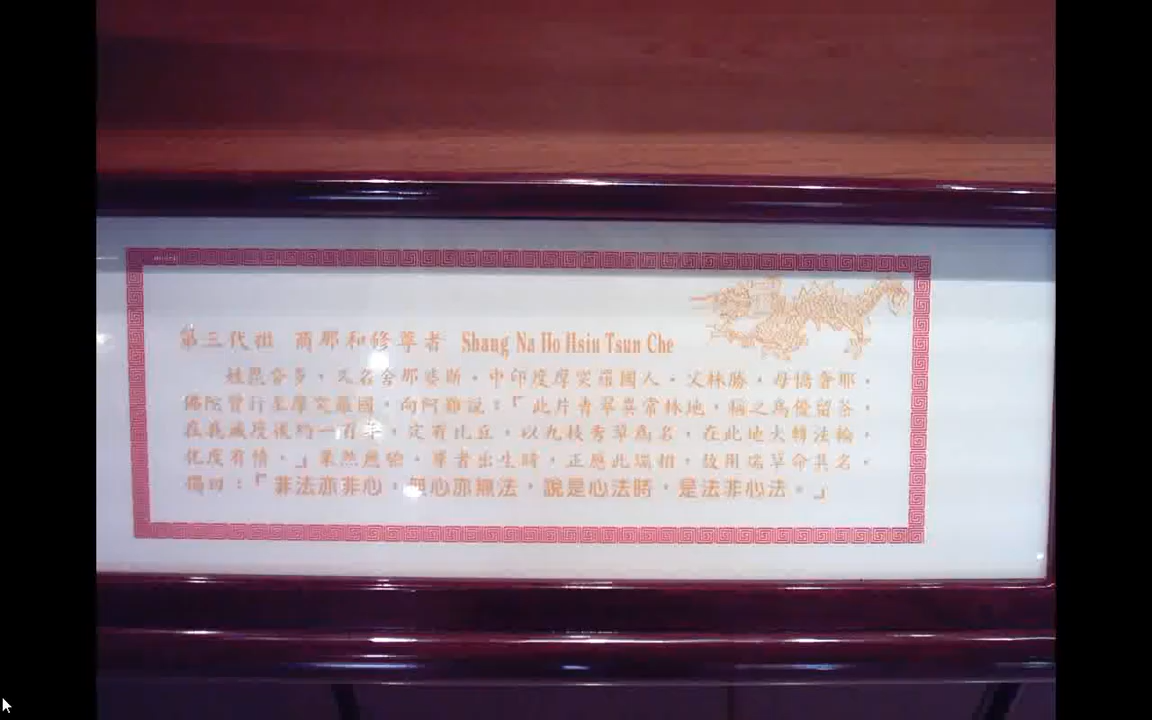 第三代祖 商那和修尊者 Shang Na Ho Hsiu Tsun Che
姓毘舍多，又名舍那婆斯，中印度摩突羅國人。父林勝，母僑奢耶，
佛陀曾行至摩突羅國，向阿難說：「此片青翠異常林地，稱之為優留荼，
在我滅度後約一百年，定有比丘，以九枝秀草為名，在此地大轉法輪，
化度有情。」果然應驗。尊者出生時，正應此瑞相，故用瑞草命其名。
偈曰：「非法亦非心，無心亦無法，說是心法時，是法非心法。」